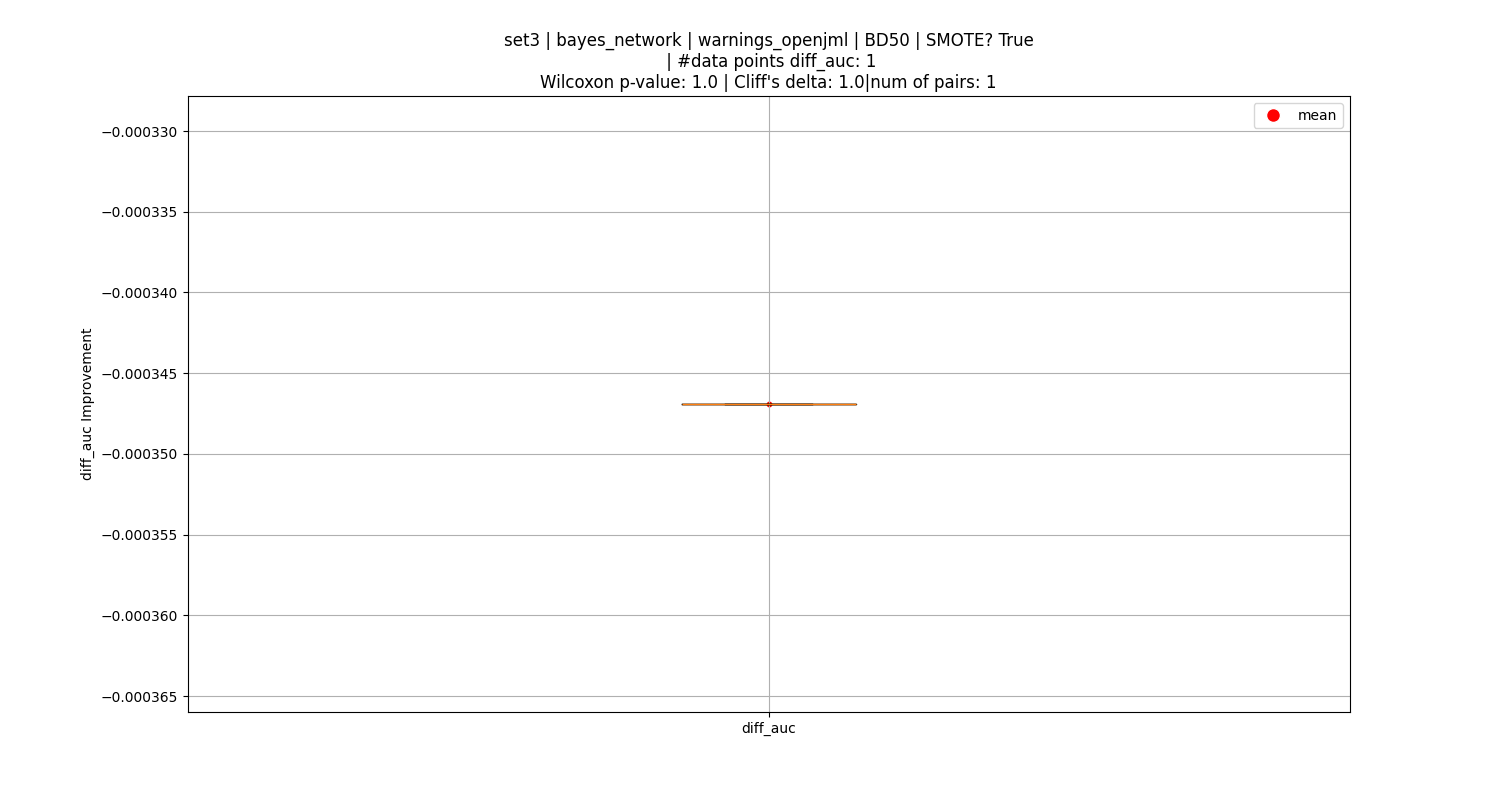 set3 | bayes_network | warnings_openjml | BD50 | SMOTE? True
| #data points diff_auc: 1
Wilcoxon p-value: 1.0 | Cliff's delta: 1.0|num of pairs: 1
mean
−0.000330
−0.000335
−0.000340
−0.000345
−0.000350
−0.000355
−0.000360
−0.000365
diff_auc Improvement
diff_auc